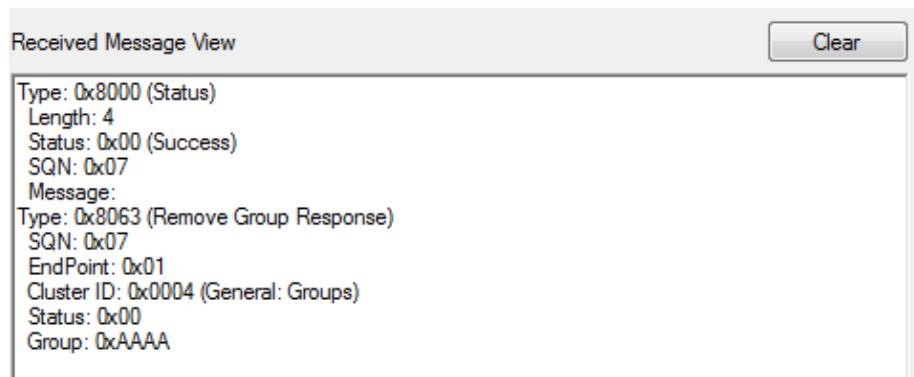 Received Message View
Clear
Type: 0x8000 (Status)
Length: 4
Status: 0x00 (Success)
SQN: 0x07
Message:
Type: 0x8063 (Remove Group Response)
SQN: 0x07
EndPoint: 0x01
Cluster ID: 0x0004 (General: Groups)
Status: 0x00
Group: 0xAAAA